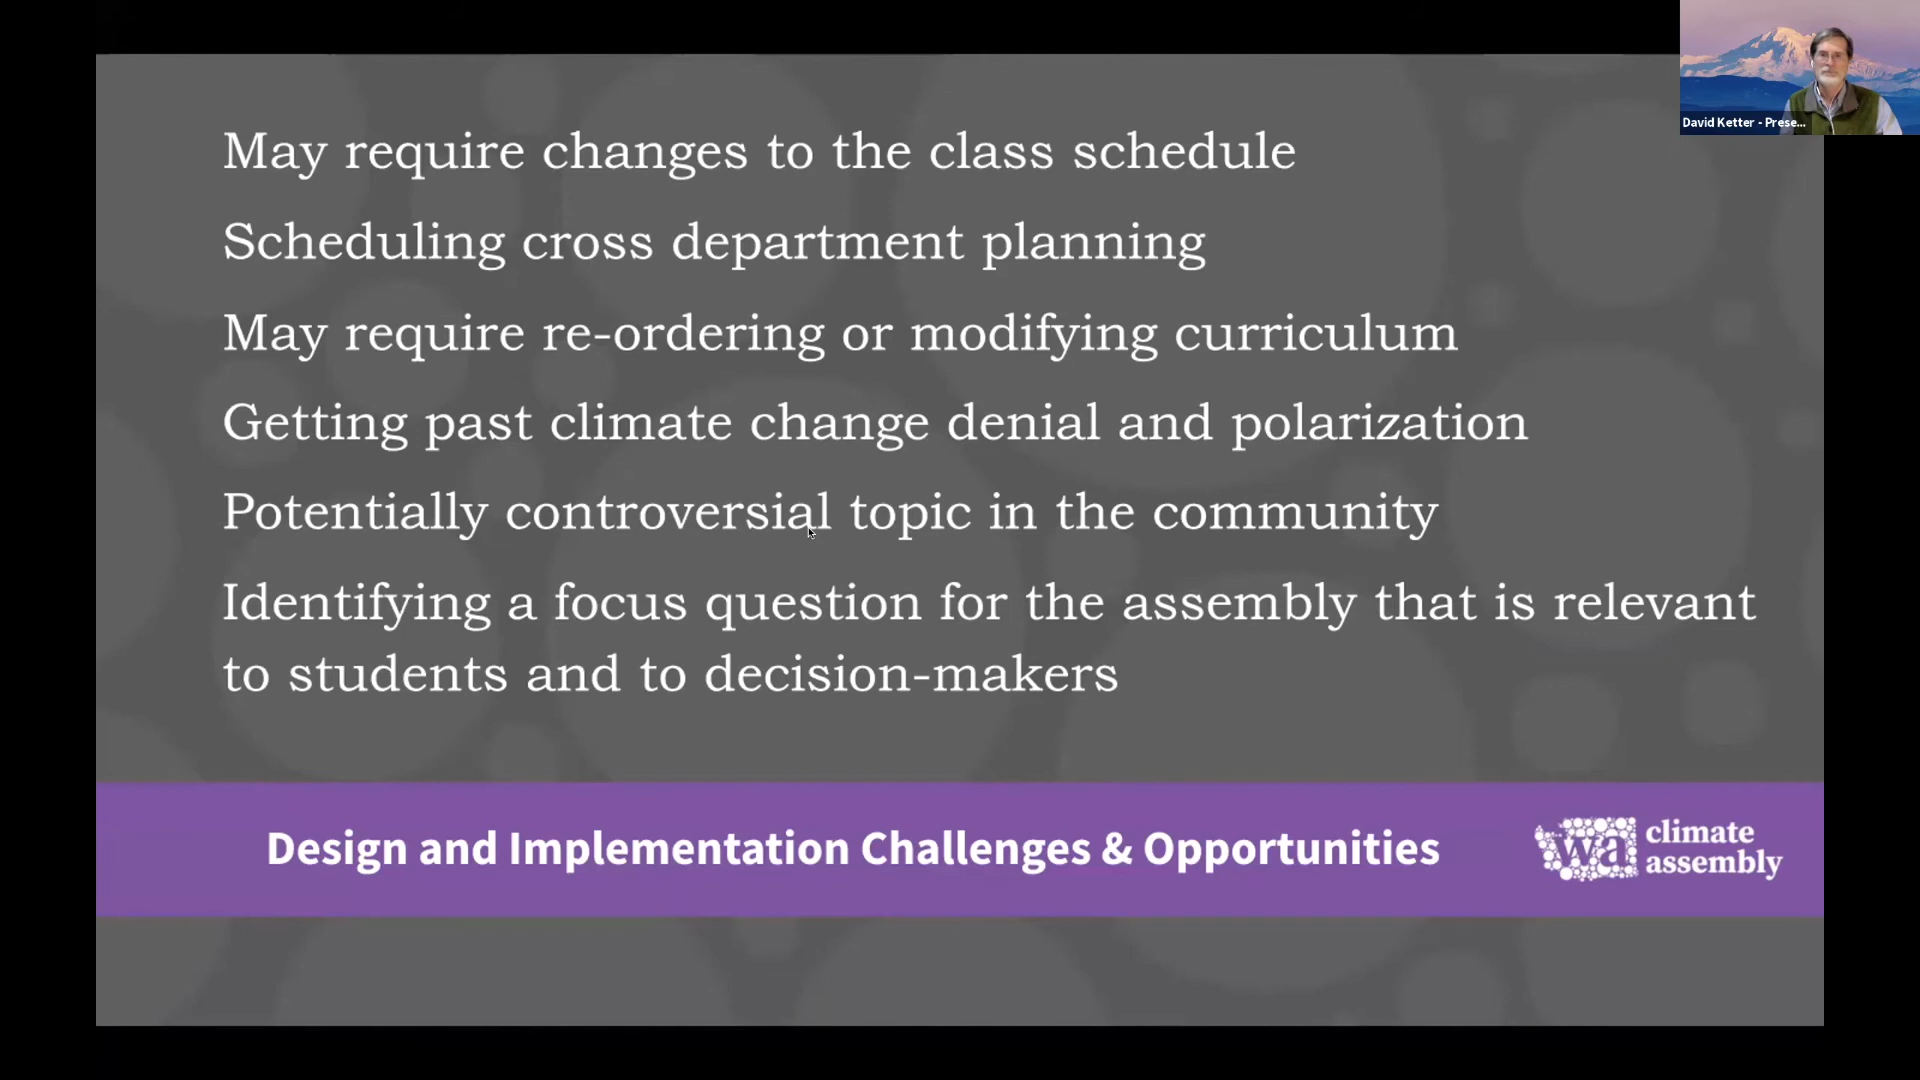 David Ketter - Prese...
May require changes to the class schedule
Scheduling cross department planning
May require re-ordering or modifying curriculum
Getting past climate change denial and polarization
Potentially controversial topic in the community
Identifying a focus question for the assembly that is relevant
to students and to decision-makers
Design and Implementation Challenges & Opportunities
wa climate
assembly